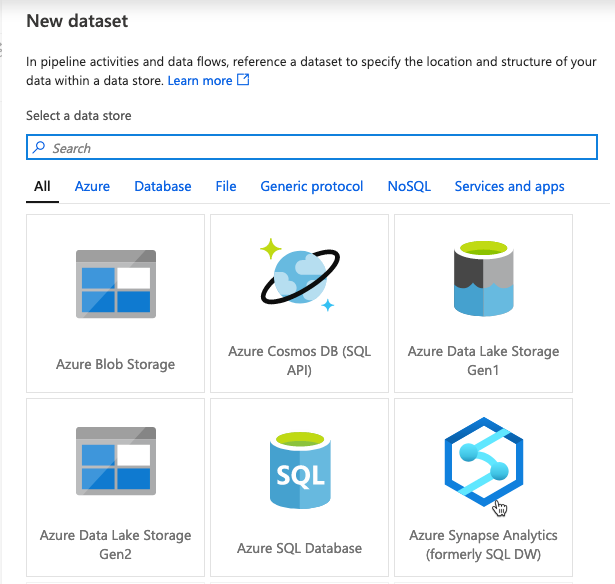 New dataset
In pipeline activities and data flows, reference a dataset to specify the location and structure of your
data within a data store. Learn more
Select a data store
Search
All Azure Database File Generic protocol NoSQL Services and apps
Azure Blob Storage
Azure Cosmos DB (SQL
API)
Azure Data Lake Storage
Gen1
Azure Data Lake Storage
Gen2
SQL
Azure SQL Database
Azure Synapse Analytics
(formerly SQL DW)